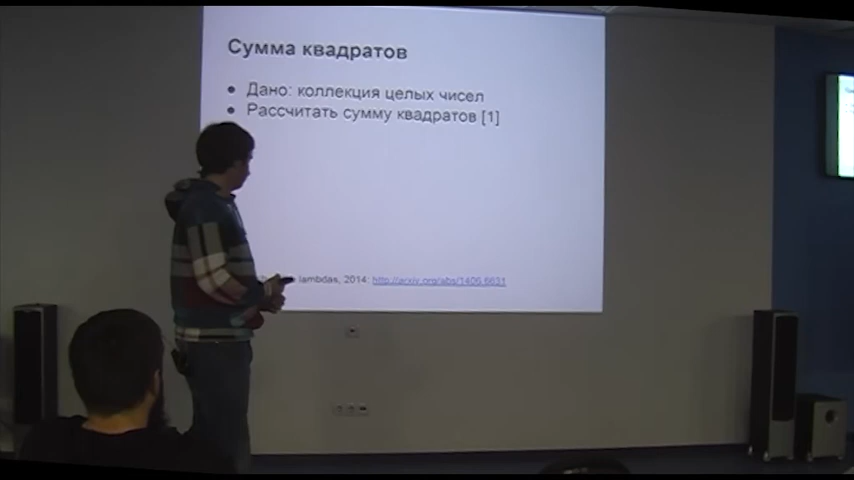 Сумма квадратов
Дано: коллекция целых чисел
Рассчитать сумму квадратов [1]
lambdas, 2014: http://arxiv.org/abs/1406.6631